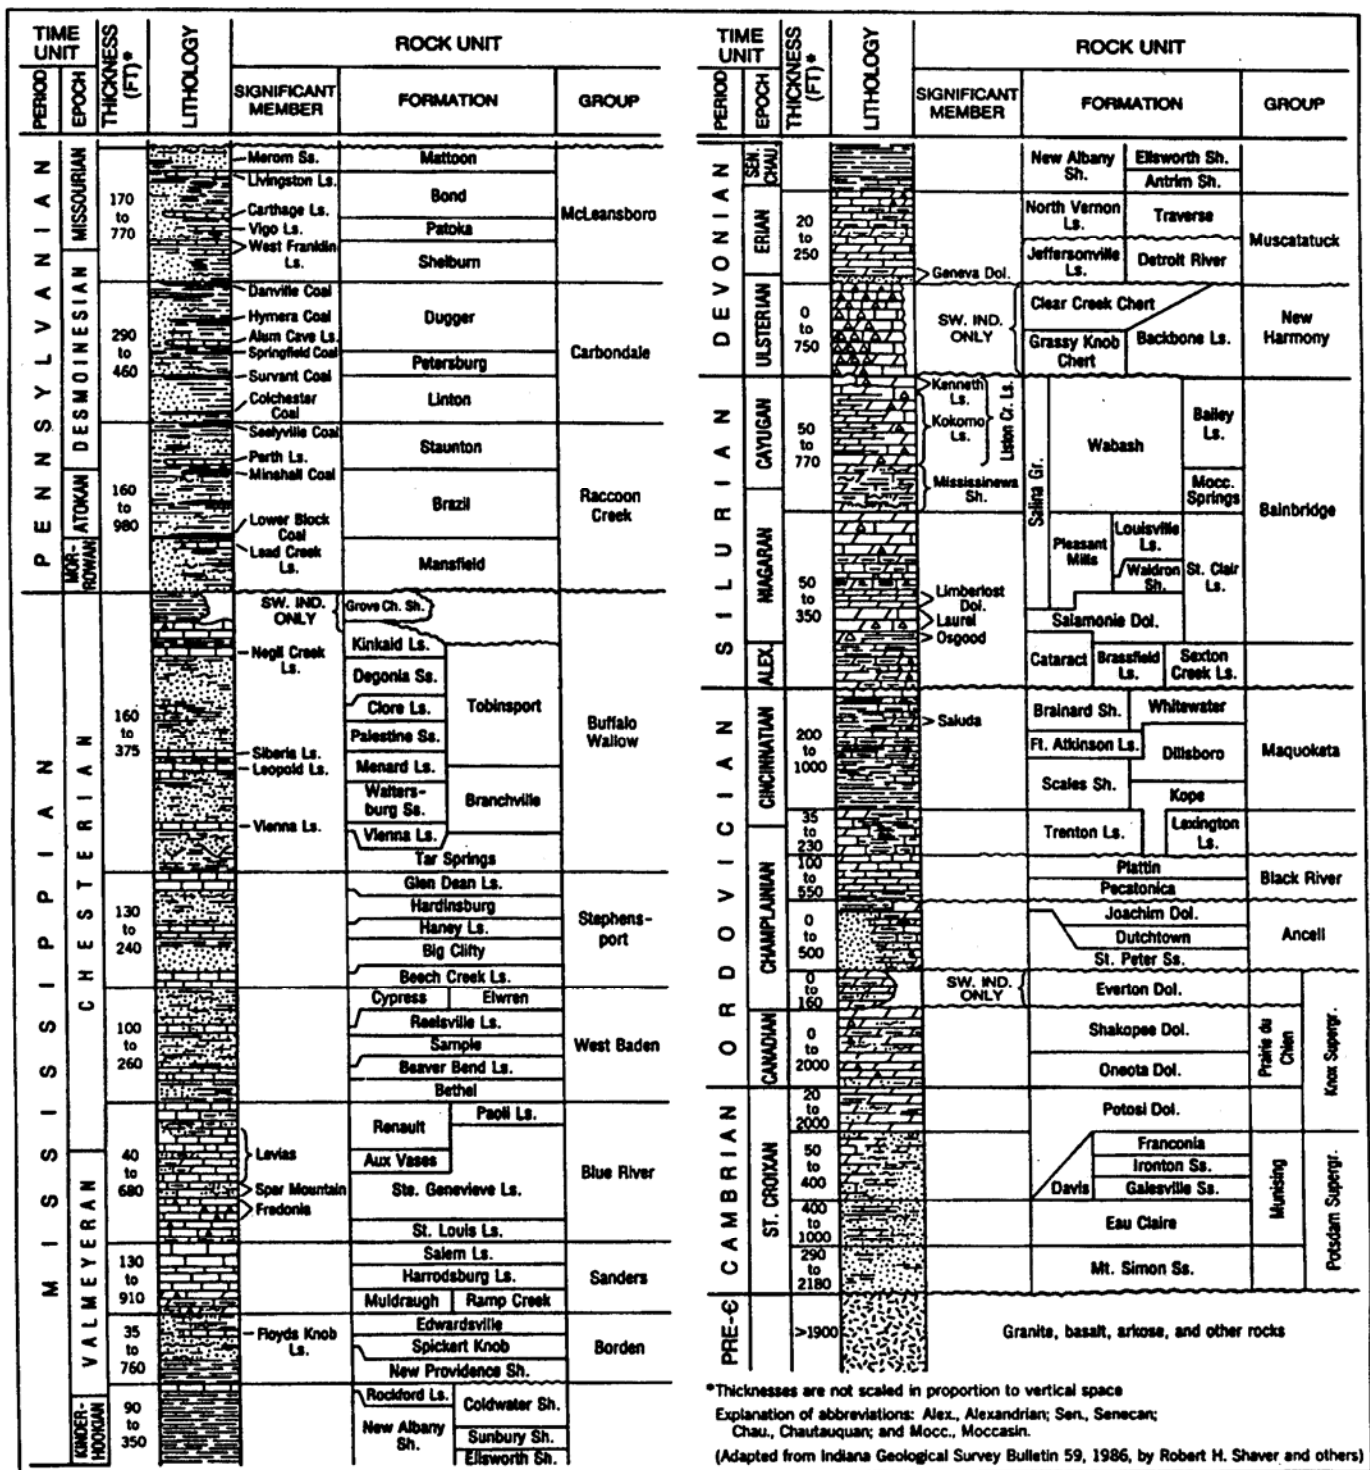 TIME
UNIT
PERIOD
EPOCH
THICKNESS
(FT)*
LITHOLOGY
ROCK UNIT
SIGNIFICANT
MEMBER
FORMATION
GROUP
PENNSYLVANIAN
MISSOURIAN
DESMOINESIAN
ATOKAN
MOR-
ROWAN
170
to
770
290
to
460
160
to
980
Merom Ss.
Livingston Ls.
Carthage Ls.
Vigo Ls.
West Franklin
Ls.
Danville Coal
Hymera Coal
Alum Cave Ls.
Springfield Coal
Survant Coal
Colchester
Coal
Seelyville Coal
Perth Ls.
Minshall Coal
Lower Block
Coal
Lead Creek
Ls.
Mattoon
Bond
Patoka
Shelburn
Dugger
Petersburg
Linton
Staunton
Brazil
Mansfield
McLeansboro
Carbondale
Raccoon
Creek
MISSISSIPPIAN
CHESTERIAN
VALMEYERAN
KINDER-
HOOKIAN
160
to
375
130
to
240
100
to
260
40
to
680
130
to
910
35
to
760
90
to
350
SW. IND.
ONLY
Negli Creek
Ls.
Siberia Ls.
Leopold Ls.
Vienna Ls.
Levias
Spar Mountain
Fredonia
Floyds Knob
Ls.
Grove Ch. Sh.
Kinkaid Ls.
Degonia Ss.
Clore Ls.
Palestine Ss.
Menard Ls.
Walters-
burg Ss.
Vienna Ls.
Tobinsport
Branchville
Tar Springs
Glen Dean Ls.
Hardinsburg
Haney Ls.
Big Clifty
Beech Creek Ls.
Cypress
Elwren
Reelsville Ls.
Sample
Beaver Bend Ls.
Bethel
Renault
Paoli Ls.
Aux Vases
Ste. Genevieve Ls.
St. Louis Ls.
Salem Ls.
Harrodsburg Ls.
Muldraugh
Ramp Creek
Edwardsville
Spickert Knob
New Providence Sh.
Rockford Ls.
Coldwater Sh.
New Albany
Sh.
Sunbury Sh.
Ellsworth Sh.
Buffalo
Wallow
Stephens-
port
West Baden
Blue River
Sanders
Borden
TIME
UNIT
PERIOD
EPOCH
THICKNESS
(FT)*
LITHOLOGY
ROCK UNIT
SIGNIFICANT
MEMBER
FORMATION
GROUP
DEVONIAN
SEN.
CHAU.
ERIAN
ULSTERIAN
20
to
250
0
to
750
Geneva Dol.
SW. IND.
ONLY
New Albany
Sh.
Ellsworth Sh.
Antrim Sh.
North Vernon
Ls.
Traverse
Jeffersonville
Ls.
Detroit River
Clear Creek Chert
Grassy Knob
Chert
Backbone Ls.
Muscatatuck
New
Harmony
SILURIAN
CAYUGAN
NIAGARAN
ALEX.
50
to
770
50
to
350
Kenneth
Ls.
Kokomo
Ls.
Liston Cr. Ls.
Mississinewa
Sh.
Limberlost
Dol.
Laurel
Osgood
Salina Gr.
Wabash
Bailey
Ls.
Mocc.
Springs
Pleasant
Mills
Louisville
Ls.
Waldron
Sh.
St. Clair
Ls.
Salamonie Dol.
Cataract
Brassfield
Ls.
Sexton
Creek Ls.
Bainbridge
ORDOVICIAN
CINCINNATIAN
CHAMPLAINIAN
CANADIAN
200
to
1000
35
to
230
100
to
550
0
to
500
0
to
160
0
to
2000
Saluda
SW. IND.
ONLY
Brainard Sh.
Whitewater
Ft. Atkinson Ls.
Dillsboro
Scales Sh.
Kope
Trenton Ls.
Lexington
Ls.
Plattin
Pecatonica
Joachim Dol.
Dutchtown
St. Peter Ss.
Everton Dol.
Shakopee Dol.
Oneota Dol.
Maquoketa
Black River
Ancell
Prairie du
Chien
Knox Supergr.
CAMBRIAN
ST. CROIXAN
20
to
2000
50
to
400
400
to
1000
290
to
2180
Potosi Dol.
Franconia
Ironton Ss.
Davis
Galesville Ss.
Eau Claire
Mt. Simon Ss.
Munising
Potsdam Supergr.
PRE-Є
>1900
Granite, basalt, arkose, and other rocks
*Thicknesses are not scaled in proportion to vertical space
Explanation of abbreviations: Alex., Alexandrian; Sen., Senecan;
Chau., Chautauquan; and Mocc., Moccasin.
(Adapted from Indiana Geological Survey Bulletin 59, 1986, by Robert H. Shaver and others)